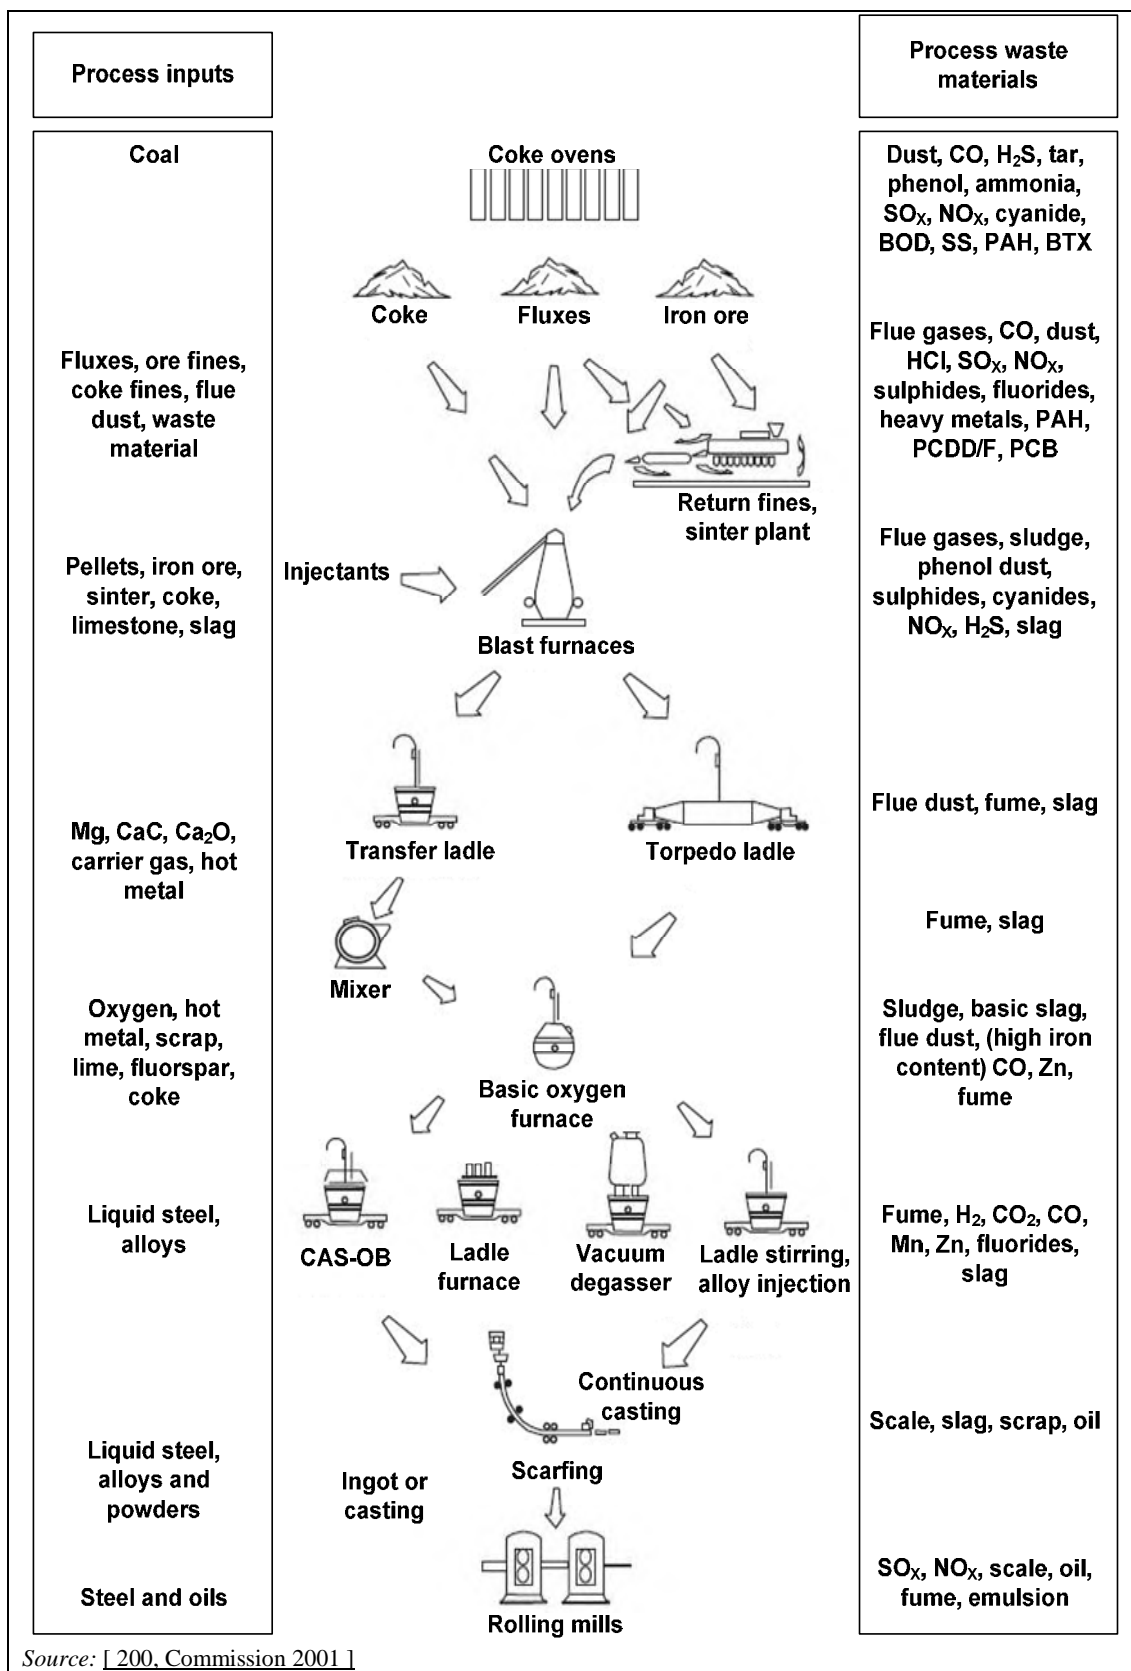 Process inputs
Process waste
materials
Coal
Coke ovens
Dust, CO, H₂S, tar,
phenol, ammonia,
SOₓ, NOₓ, cyanide,
BOD, SS, PAH, BTX
Coke
Fluxes
Iron ore
Fluxes, ore fines,
coke fines, flue
dust, waste
material
Flue gases, CO, dust,
HCl, SOₓ, NOₓ,
sulphides, fluorides,
heavy metals, PAH,
PCDD/F, PCB
Return fines,
sinter plant
Pellets, iron ore,
sinter, coke,
limestone, slag
Injectants
Blast furnaces
Flue gases, sludge,
phenol dust,
sulphides, cyanides,
NOₓ, H₂S, slag
Mg, CaC, Ca₂O,
carrier gas, hot
metal
Transfer ladle
Torpedo ladle
Flue dust, fume, slag
Mixer
Fume, slag
Oxygen, hot
metal, scrap,
lime, fluorspar,
coke
Basic oxygen
furnace
Sludge, basic slag,
flue dust, (high iron
content) CO, Zn,
fume
Liquid steel,
alloys
CAS-OB
Ladle
furnace
Vacuum
degasser
Ladle stirring,
alloy injection
Fume, H₂, CO₂, CO,
Mn, Zn, fluorides,
slag
Continuous
casting
Scale, slag, scrap, oil
Liquid steel,
alloys and
powders
Ingot or
casting
Scarfing
Steel and oils
Rolling mills
SOₓ, NOₓ, scale, oil,
fume, emulsion
Source: [ 200, Commission 2001 ]